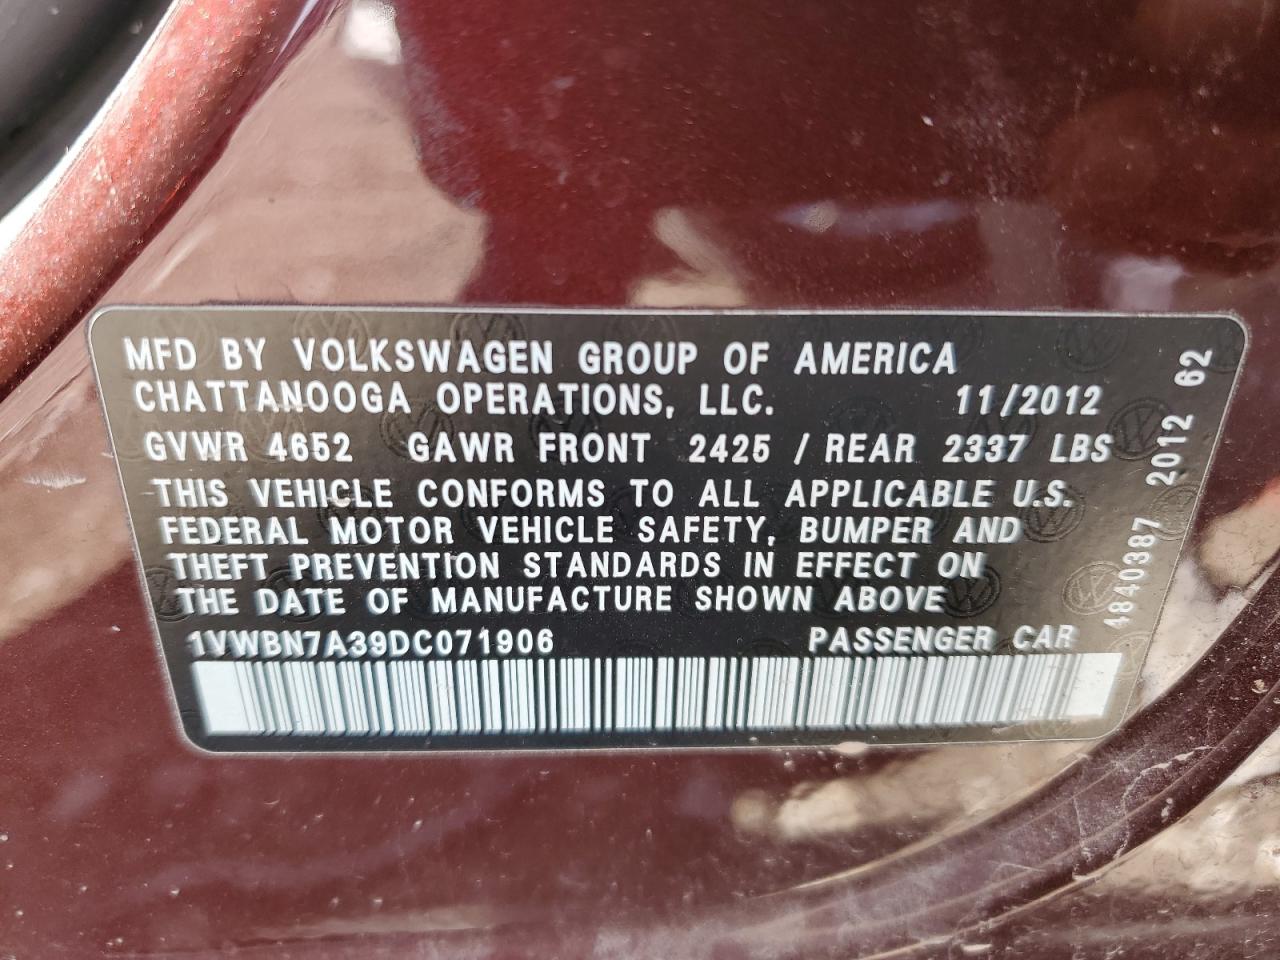 MFD BY VOLKSWAGEN GROUP OF AMERICA
CHATTANOOGA OPERATIONS, LLC. 11/2012
GVWR 4652 GAWR FRONT 2425 / REAR 2337 LBS
THIS VEHICLE CONFORMS TO ALL APPLICABLE U.S.
FEDERAL MOTOR VEHICLE SAFETY, BUMPER AND
THEFT PREVENTION STANDARDS IN EFFECT ON
THE DATE OF MANUFACTURE SHOWN ABOVE
1VWBN7A39DC071906 PASSENGER CAR
4840387 2012 62